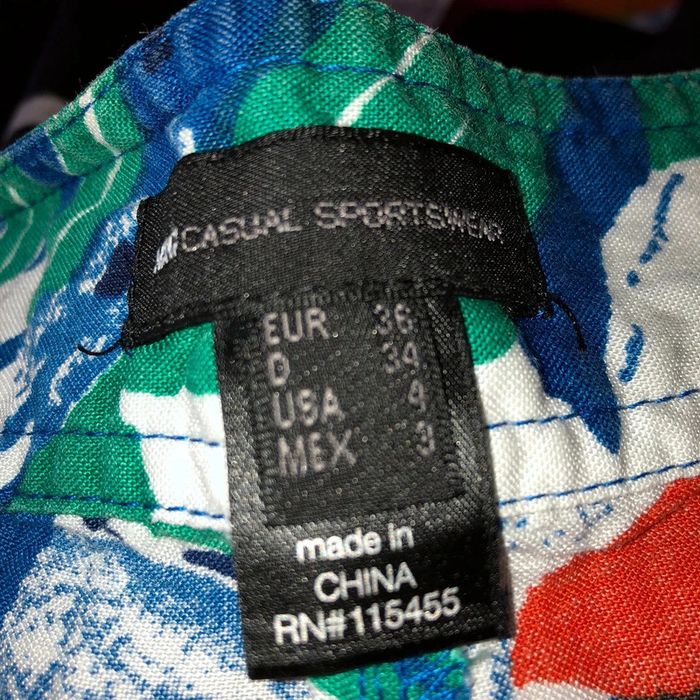 CASUAL SPORTSWEAR
EUR 36
D 34
USA 4
MEX 3
made in
CHINA
RN#115455